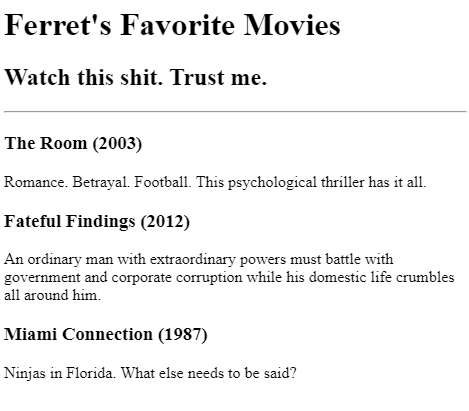 Ferret's Favorite Movies
Watch this shit. Trust me.
The Room (2003)
Romance. Betrayal. Football. This psychological thriller has it all.
Fateful Findings (2012)
An ordinary man with extraordinary powers must battle with
government and corporate corruption while his domestic life crumbles
all around him.
Miami Connection (1987)
Ninjas in Florida. What else needs to be said?